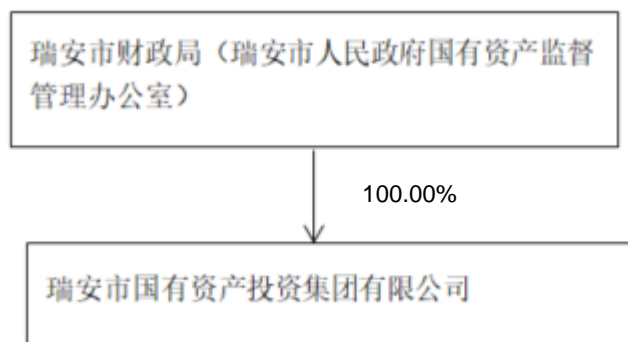 瑞安市财政局（瑞安市人民政府国有资产监督
管理办公室）
100.00%
瑞安市国有资产投资集团有限公司